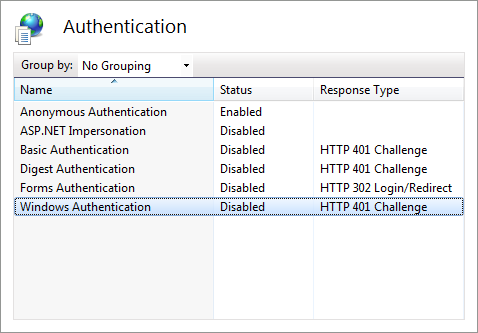 Authentication
Group by: No Grouping
Name Status Response Type
Anonymous Authentication Enabled
ASP.NET Impersonation Disabled
Basic Authentication Disabled HTTP 401 Challenge
Digest Authentication Disabled HTTP 401 Challenge
Forms Authentication Disabled HTTP 302 Login/Redirect
Windows Authentication Disabled HTTP 401 Challenge